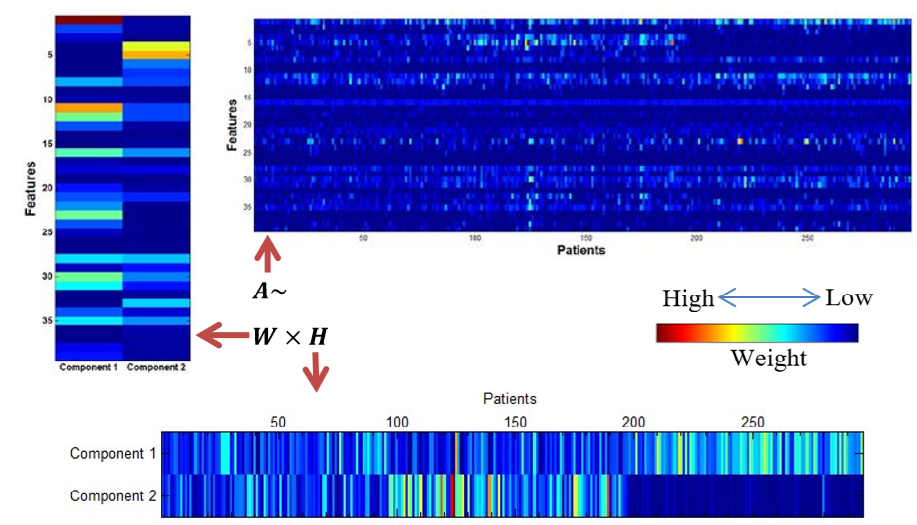 Features
5
10
15
20
25
30
35
Component 1 Component 2
Features
5
10
15
20
25
30
35
50 100 150 200 250
Patients
A~
W × H
High Low
Weight
Patients
50 100 150 200 250
Component 1
Component 2